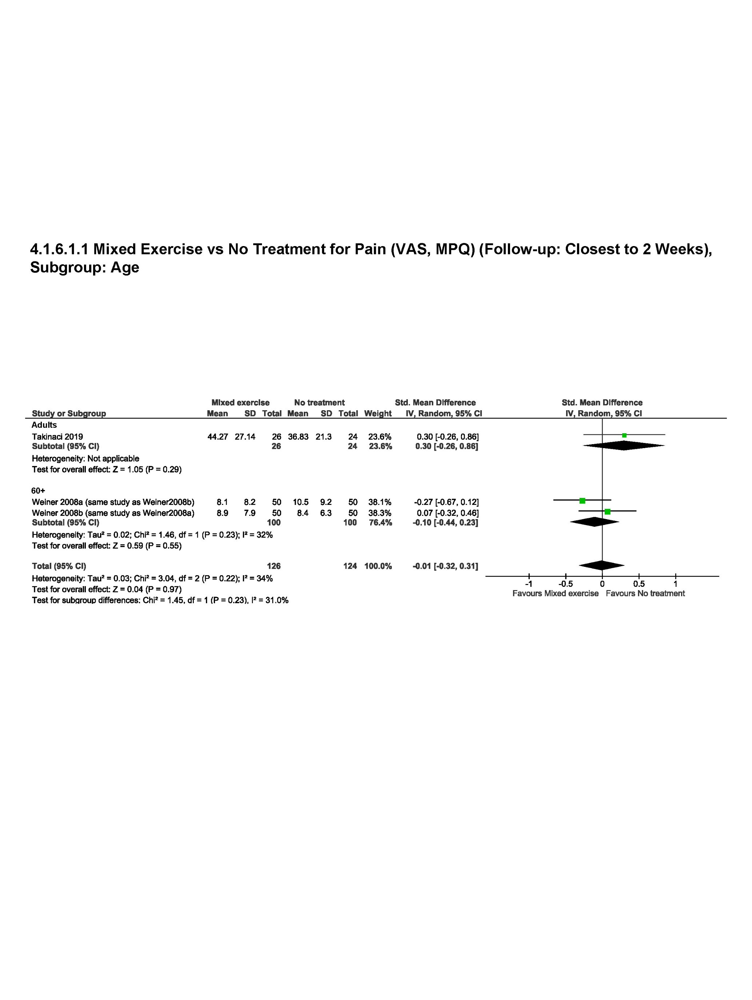 4.1.6.1.1 Mixed Exercise vs No Treatment for Pain (VAS, MPQ) (Follow-up: Closest to 2 Weeks),
Subgroup: Age
Mixed exercise No treatment Std. Mean Difference Std. Mean Difference
Study or Subgroup Mean SD Total Mean SD Total Weight IV, Random, 95% CI IV, Random, 95% CI
Adults
Takinaci 2019 44.27 27.14 26 36.83 21.3 24 23.6% 0.30 [-0.26, 0.86]
Subtotal (95% CI) 26 24 23.6% 0.30 [-0.26, 0.86]
Heterogeneity: Not applicable
Test for overall effect: Z = 1.05 (P = 0.29)
60+
Weiner 2008a (same study as Weiner2008b) 8.1 8.2 50 10.5 9.2 50 38.1% -0.27 [-0.67, 0.12]
Weiner 2008b (same study as Weiner2008a) 8.9 7.9 50 8.4 6.3 50 38.3% 0.07 [-0.32, 0.46]
Subtotal (95% CI) 100 100 76.4% -0.10 [-0.44, 0.23]
Heterogeneity: Tau² = 0.02; Chi² = 1.46, df = 1 (P = 0.23); I² = 32%
Test for overall effect: Z = 0.59 (P = 0.55)
Total (95% CI) 126 124 100.0% -0.01 [-0.32, 0.31]
Heterogeneity: Tau² = 0.03; Chi² = 3.04, df = 2 (P = 0.22); I² = 34%
Test for overall effect: Z = 0.04 (P = 0.97)
Test for subgroup differences: Chi² = 1.45, df = 1 (P = 0.23), I² = 31.0%
-1 -0.5 0 0.5 1
Favours Mixed exercise Favours No treatment